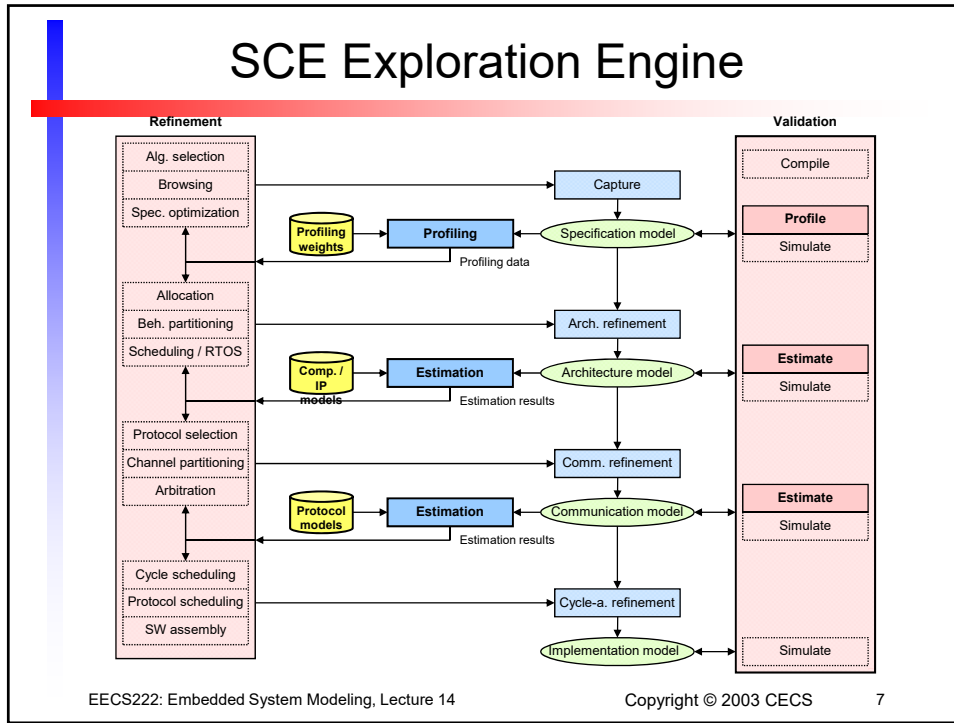 SCE Exploration Engine
Refinement
Validation
Alg. selection
Browsing
Spec. optimization
Capture
Compile
Profiling
weights
Profiling
Specification model
Profile
Simulate
Profiling data
Allocation
Beh. partitioning
Scheduling / RTOS
Arch. refinement
Comp. /
IP
models
Estimation
Architecture model
Estimate
Simulate
Estimation results
Protocol selection
Channel partitioning
Arbitration
Comm. refinement
Protocol
models
Estimation
Communication model
Estimate
Simulate
Estimation results
Cycle scheduling
Protocol scheduling
SW assembly
Cycle-a. refinement
Implementation model
Simulate
EECS222: Embedded System Modeling, Lecture 14
Copyright © 2003 CECS
7